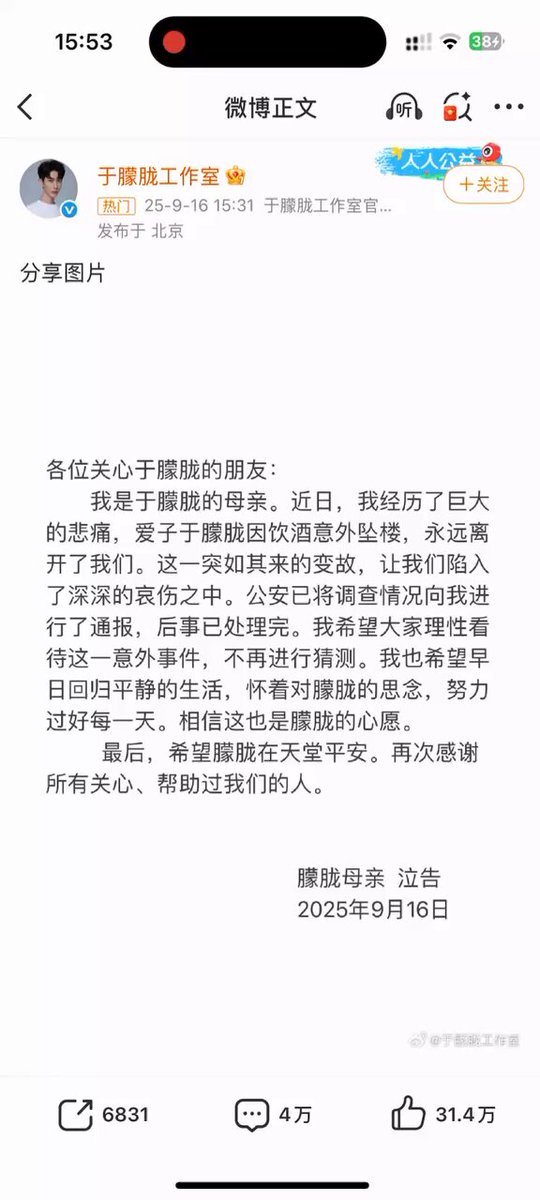 15:53
38
微博正文
听
于朦胧工作室
人人公益
+关注
热门 25-9-16 15:31 于朦胧工作室官...
发布于 北京
分享图片
各位关心于朦胧的朋友：
我是于朦胧的母亲。近日，我经历了巨大
的悲痛，爱子于朦胧因饮酒意外坠楼，永远离
开了我们。这一突如其来的变故，让我们陷入
了深深的哀伤之中。公安已将调查情况向我进
行了通报，后事已处理完。我希望大家理性看
待这一意外事件，不再进行猜测。我也希望早
日回归平静的生活，怀着对朦胧的思念，努力
过好每一天。相信这也是朦胧的心愿。
最后，希望朦胧在天堂平安。再次感谢
所有关心、帮助过我们的人。
朦胧母亲 泣告
2025年9月16日
@于朦胧工作室
6831
4万
31.4万